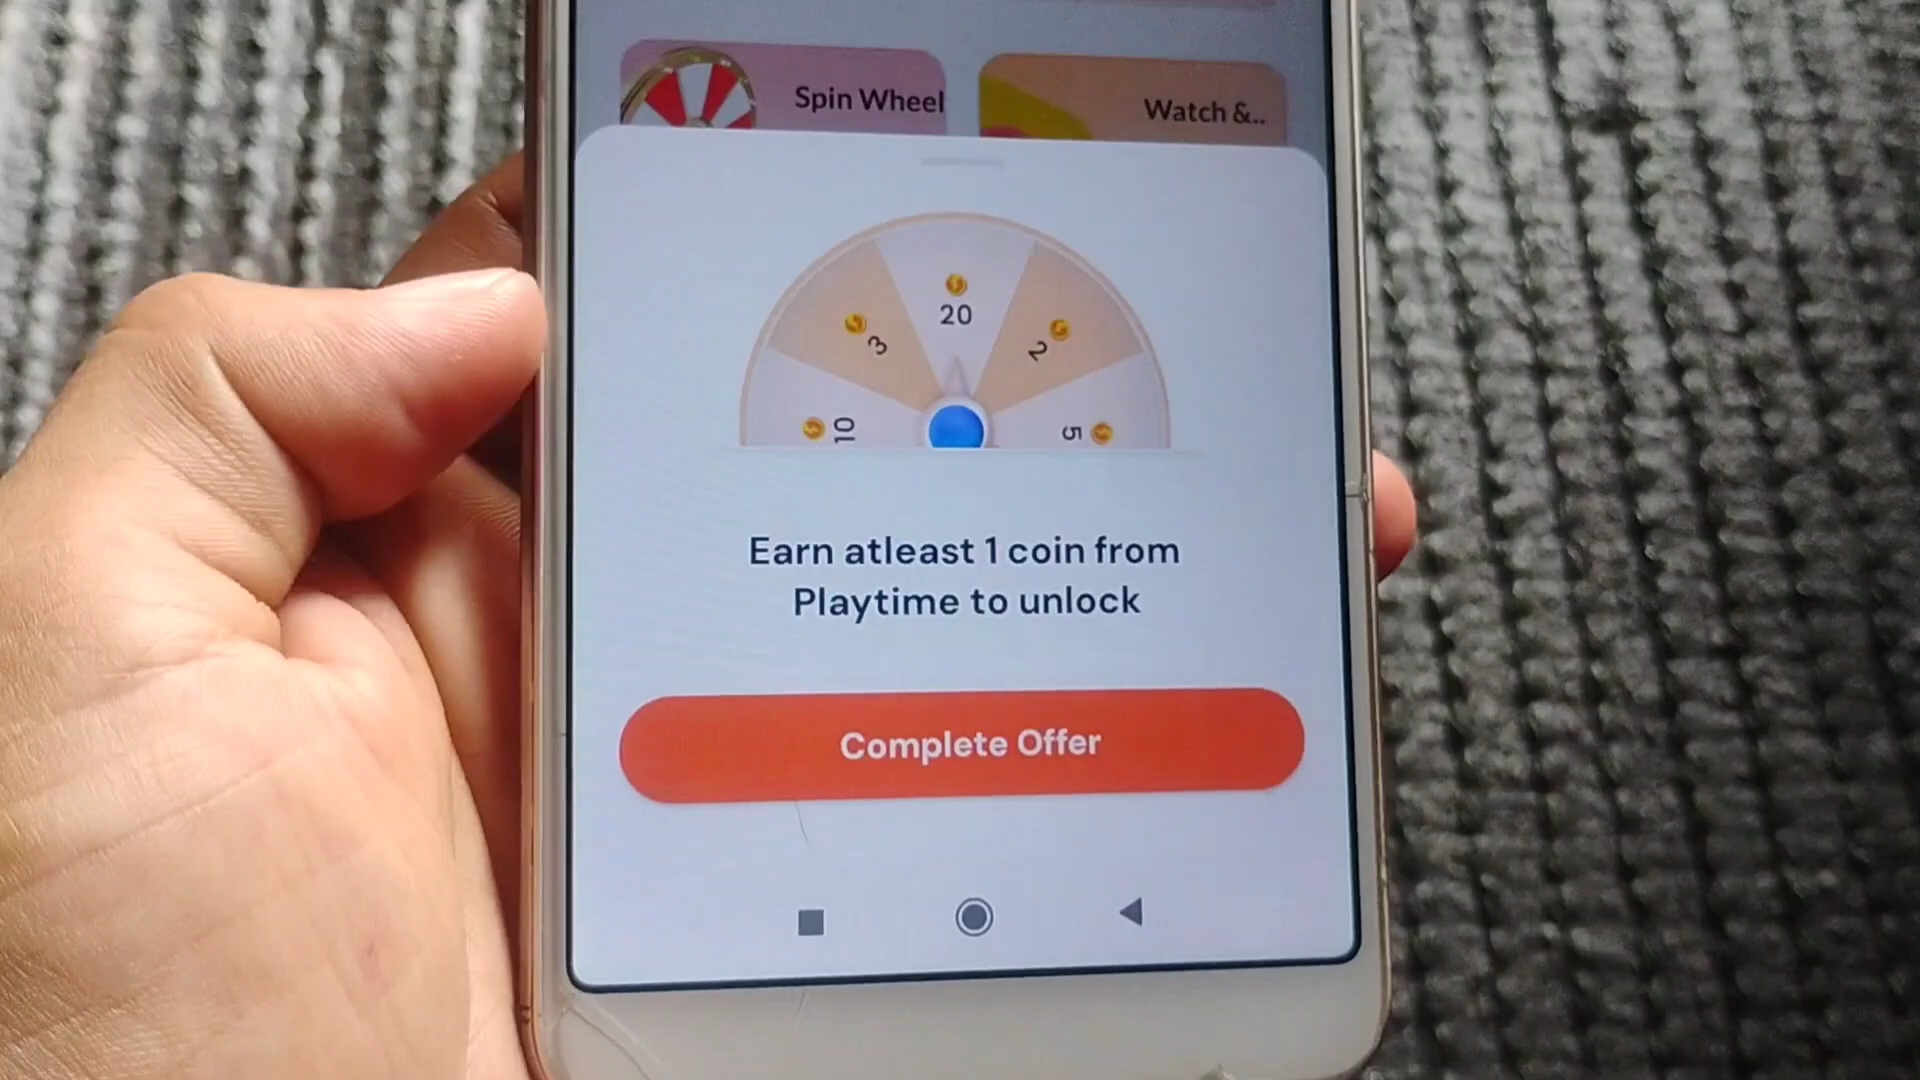 Spin Wheel
Watch &..
20
3
2
10
5
Earn atleast 1 coin from
Playtime to unlock
Complete Offer